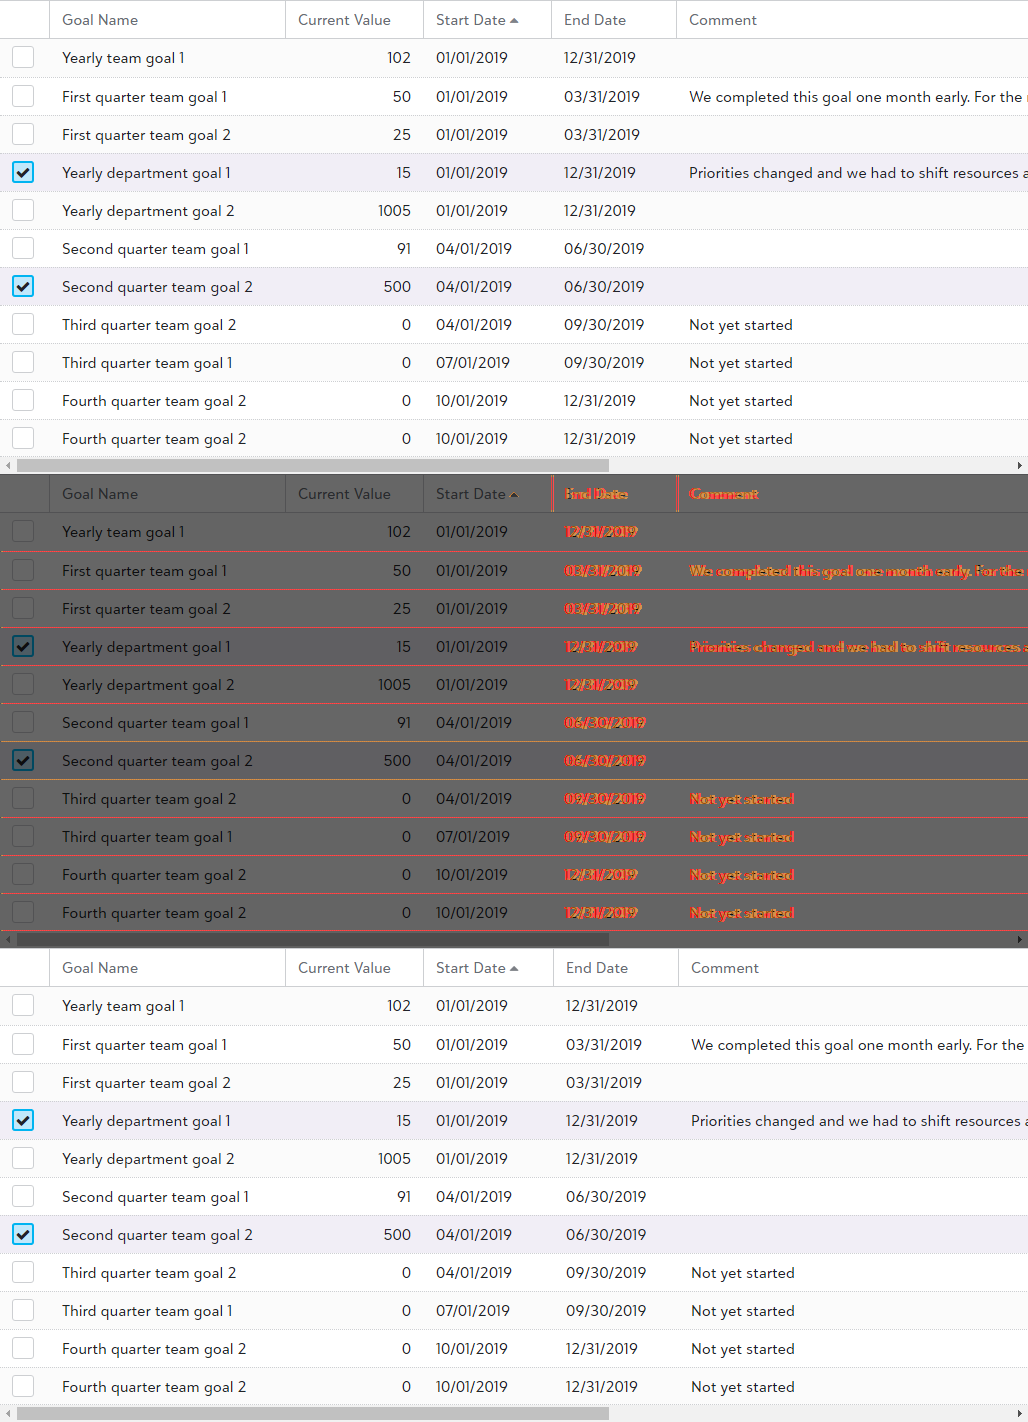 Goal Name Current Value Start Date End Date Comment
Yearly team goal 1 102 01/01/2019 12/31/2019
First quarter team goal 1 50 01/01/2019 03/31/2019 We completed this goal one month early. For the
First quarter team goal 2 25 01/01/2019 03/31/2019
Yearly department goal 1 15 01/01/2019 12/31/2019 Priorities changed and we had to shift resources
Yearly department goal 2 1005 01/01/2019 12/31/2019
Second quarter team goal 1 91 04/01/2019 06/30/2019
Second quarter team goal 2 500 04/01/2019 06/30/2019
Third quarter team goal 2 0 04/01/2019 09/30/2019 Not yet started
Third quarter team goal 1 0 07/01/2019 09/30/2019 Not yet started
Fourth quarter team goal 2 0 10/01/2019 12/31/2019 Not yet started
Fourth quarter team goal 2 0 10/01/2019 12/31/2019 Not yet started
Goal Name Current Value Start Date End Date Comment
Yearly team goal 1 102 01/01/2019 12/31/2019
First quarter team goal 1 50 01/01/2019 03/31/2019 We completed this goal one month early. For the
First quarter team goal 2 25 01/01/2019 03/31/2019
Yearly department goal 1 15 01/01/2019 12/31/2019 Priorities changed and we had to shift resources
Yearly department goal 2 1005 01/01/2019 12/31/2019
Second quarter team goal 1 91 04/01/2019 06/30/2019
Second quarter team goal 2 500 04/01/2019 06/30/2019
Third quarter team goal 2 0 04/01/2019 09/30/2019 Not yet started
Third quarter team goal 1 0 07/01/2019 09/30/2019 Not yet started
Fourth quarter team goal 2 0 10/01/2019 12/31/2019 Not yet started
Fourth quarter team goal 2 0 10/01/2019 12/31/2019 Not yet started
Goal Name Current Value Start Date End Date Comment
Yearly team goal 1 102 01/01/2019 12/31/2019
First quarter team goal 1 50 01/01/2019 03/31/2019 We completed this goal one month early. For the
First quarter team goal 2 25 01/01/2019 03/31/2019
Yearly department goal 1 15 01/01/2019 12/31/2019 Priorities changed and we had to shift resources
Yearly department goal 2 1005 01/01/2019 12/31/2019
Second quarter team goal 1 91 04/01/2019 06/30/2019
Second quarter team goal 2 500 04/01/2019 06/30/2019
Third quarter team goal 2 0 04/01/2019 09/30/2019 Not yet started
Third quarter team goal 1 0 07/01/2019 09/30/2019 Not yet started
Fourth quarter team goal 2 0 10/01/2019 12/31/2019 Not yet started
Fourth quarter team goal 2 0 10/01/2019 12/31/2019 Not yet started